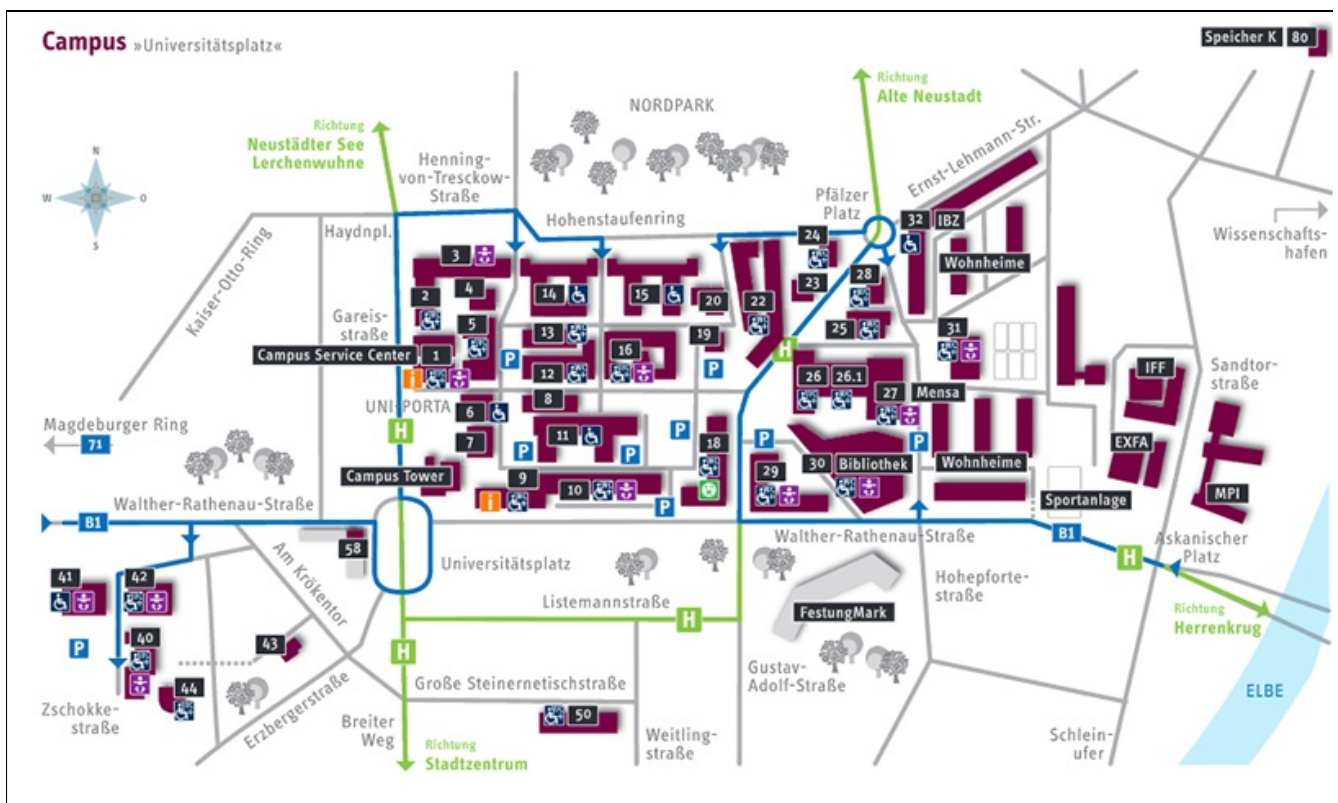 Campus »Universitätsplatz«
Speicher K 80
N
W O
S
Richtung
Neustädter See
Lerchenwuhne
NORDPARK
Richtung
Alte Neustadt
Henning-
von-Tresckow-
Straße
Haydnpl.
Hohenstaufenring
Pfälzer
Platz
Ernst-Lehmann-Str.
Wissenschafts-
hafen
Kaiser-Otto-Ring
Gareis-
straße
32 IBZ
Wohnheime
24
3
2
4
14
15
20
22
23
28
5
13
19
25
31
Campus Service Center 1
i
P
12
16
P
H
26
26.1
27
Mensa
IFF
Sandtor-
straße
UNI-PORTA
6
8
Magdeburger Ring
71
H
7
11
P
P
P
18
P
P
EXFA
Campus Tower
9
10
i
P
29
30 Bibliothek
Wohnheime
Sportanlage
MPI
Walther-Rathenau-Straße
B1
58
Universitätsplatz
Walther-Rathenau-Straße
B1
H
Askanischer
Platz
Am Krökentor
41
42
Listemannstraße
H
FestungMark
Hohepforte-
straße
Richtung
Herrenkrug
P
40
43
H
44
Zschokke-
straße
Erzbergerstraße
Große Steinernetischstraße
Gustav-
Adolf-Straße
ELBE
50
Breiter
Weg
Richtung
Stadtzentrum
Weitling-
straße
Schlein-
ufer